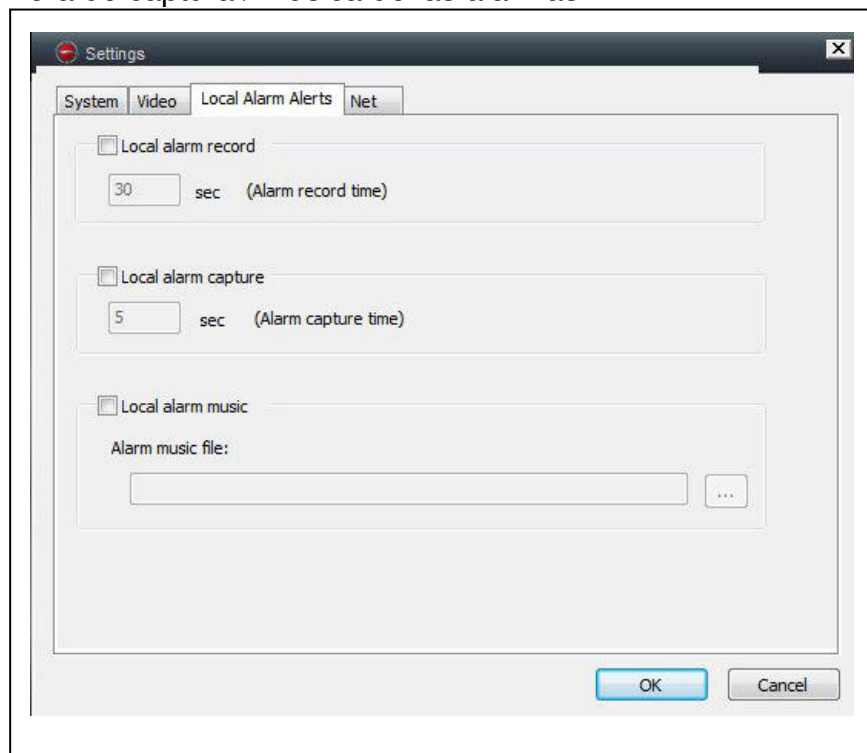 Settings
System Video Local Alarm Alerts Net
Local alarm record
30 sec (Alarm record time)
Local alarm capture
5 sec (Alarm capture time)
Local alarm music
Alarm music file:
...
OK Cancel